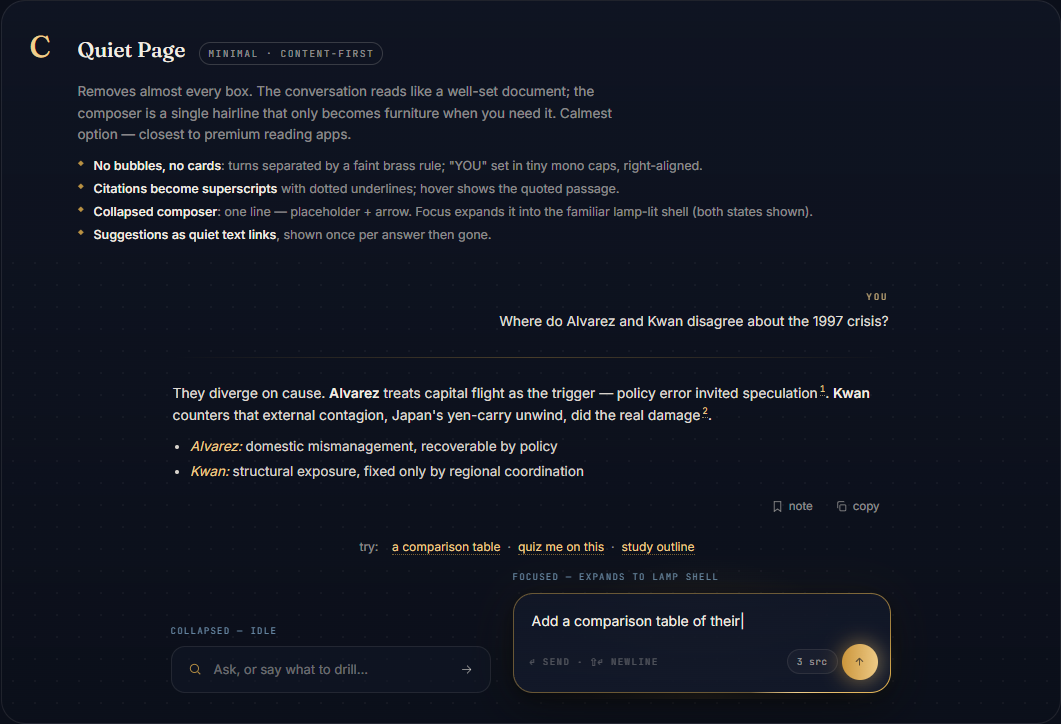 C Quiet Page MINIMAL · CONTENT-FIRST
Removes almost every box. The conversation reads like a well-set document; the
composer is a single hairline that only becomes furniture when you need it. Calmest
option — closest to premium reading apps.
No bubbles, no cards: turns separated by a faint brass rule; "YOU" set in tiny mono caps, right-aligned.
Citations become superscripts with dotted underlines; hover shows the quoted passage.
Collapsed composer: one line — placeholder + arrow. Focus expands it into the familiar lamp-lit shell (both states shown).
Suggestions as quiet text links, shown once per answer then gone.
YOU
Where do Alvarez and Kwan disagree about the 1997 crisis?
They diverge on cause. Alvarez treats capital flight as the trigger — policy error invited speculation1. Kwan
counters that external contagion, Japan's yen-carry unwind, did the real damage2.
• Alvarez: domestic mismanagement, recoverable by policy
• Kwan: structural exposure, fixed only by regional coordination
note copy
try: a comparison table · quiz me on this · study outline
FOCUSED — EXPANDS TO LAMP SHELL
Add a comparison table of their
↵ SEND · ⇧↵ NEWLINE 3 src ↑
COLLAPSED — IDLE
Ask, or say what to drill... →